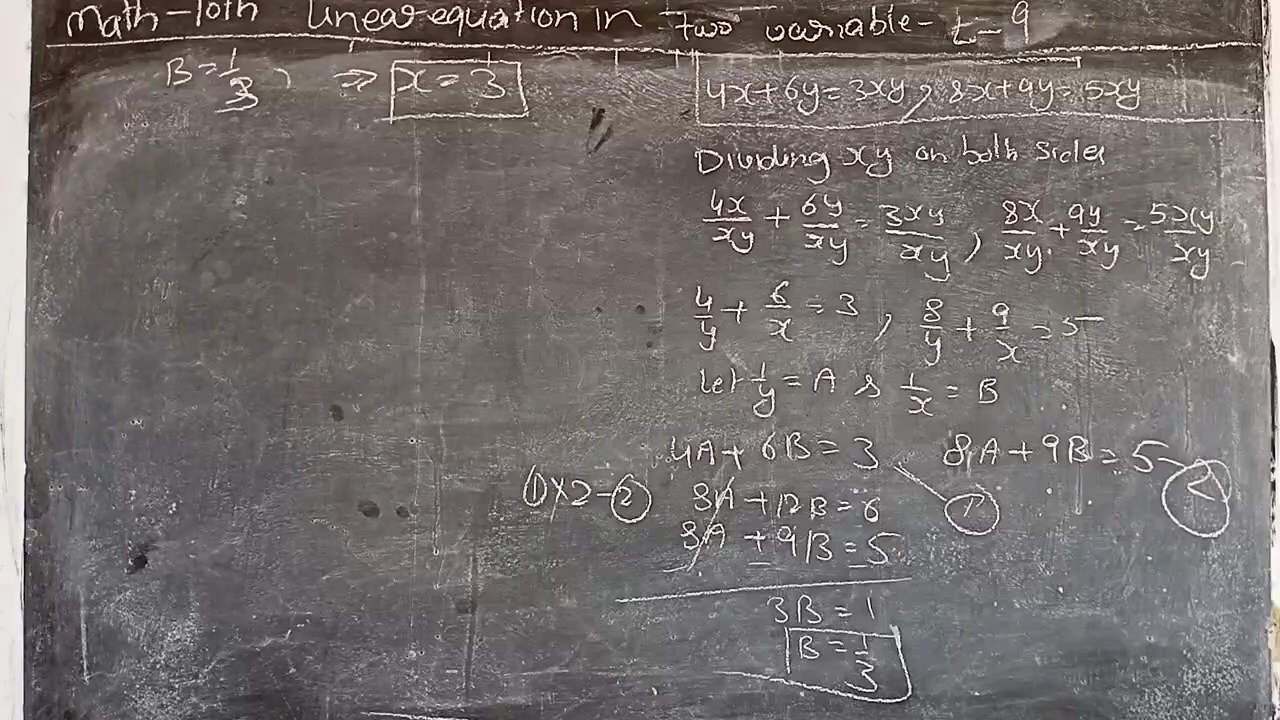 Math-10th Linear equation in Two variable - L-9
B = 1/3, ⇒ x = 3
4x+6y=3xy, 8x+9y=5xy
Dividing xy on both sides
4x/xy + 6y/xy = 3xy/xy, 8x/xy + 9y/xy = 5xy/xy
4/y + 6/x = 3, 8/y + 9/x = 5
Let 1/y = A & 1/x = B
4A + 6B = 3 ① 8A + 9B = 5 ②
①×2-② 8A + 12B = 6
8A + 9B = 5
3B = 1
B = 1/3